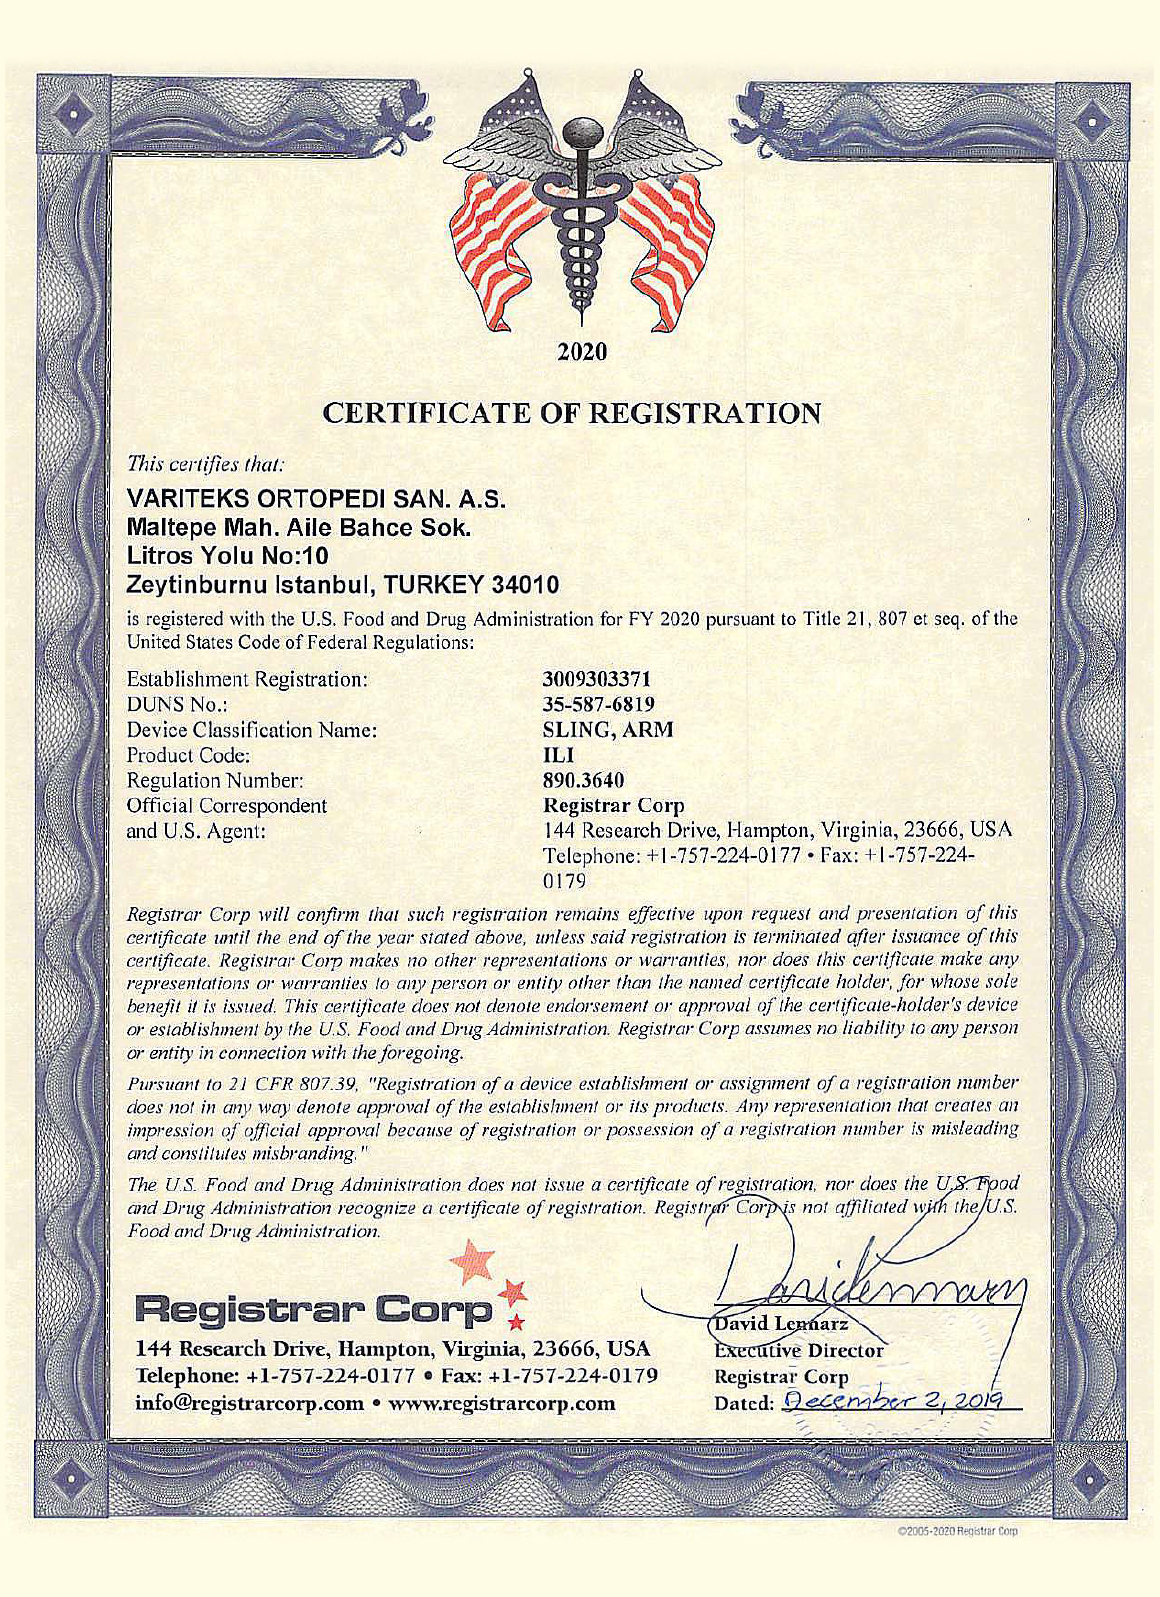 2020
CERTIFICATE OF REGISTRATION
This certifies that:
VARITEKS ORTOPEDI SAN. A.S.
Maltepe Mah. Aile Bahce Sok.
Litros Yolu No:10
Zeytinburnu Istanbul, TURKEY 34010
is registered with the U.S. Food and Drug Administration for FY 2020 pursuant to Title 21, 807 et seq. of the
United States Code of Federal Regulations:
Establishment Registration: 3009303371
DUNS No.: 35-587-6819
Device Classification Name: SLING, ARM
Product Code: ILI
Regulation Number: 890.3640
Official Correspondent Registrar Corp
and U.S. Agent: 144 Research Drive, Hampton, Virginia, 23666, USA
Telephone: +1-757-224-0177 • Fax: +1-757-224-
0179
Registrar Corp will confirm that such registration remains effective upon request and presentation of this
certificate until the end of the year stated above, unless said registration is terminated after issuance of this
certificate. Registrar Corp makes no other representations or warranties, nor does this certificate make any
representations or warranties to any person or entity other than the named certificate holder, for whose sole
benefit it is issued. This certificate does not denote endorsement or approval of the certificate-holder's device
or establishment by the U.S. Food and Drug Administration. Registrar Corp assumes no liability to any person
or entity in connection with the foregoing.
Pursuant to 21 CFR 807.39, "Registration of a device establishment or assignment of a registration number
does not in any way denote approval of the establishment or its products. Any representation that creates an
impression of official approval because of registration or possession of a registration number is misleading
and constitutes misbranding."
The U.S. Food and Drug Administration does not issue a certificate of registration, nor does the U.S. Food
and Drug Administration recognize a certificate of registration. Registrar Corp is not affiliated with the U.S.
Food and Drug Administration.
Registrar Corp
144 Research Drive, Hampton, Virginia, 23666, USA
Telephone: +1-757-224-0177 • Fax: +1-757-224-0179
info@registrarcorp.com • www.registrarcorp.com
David Lennarz
Executive Director
Registrar Corp
Dated: December 2, 2019
©2005-2020 Registrar Corp